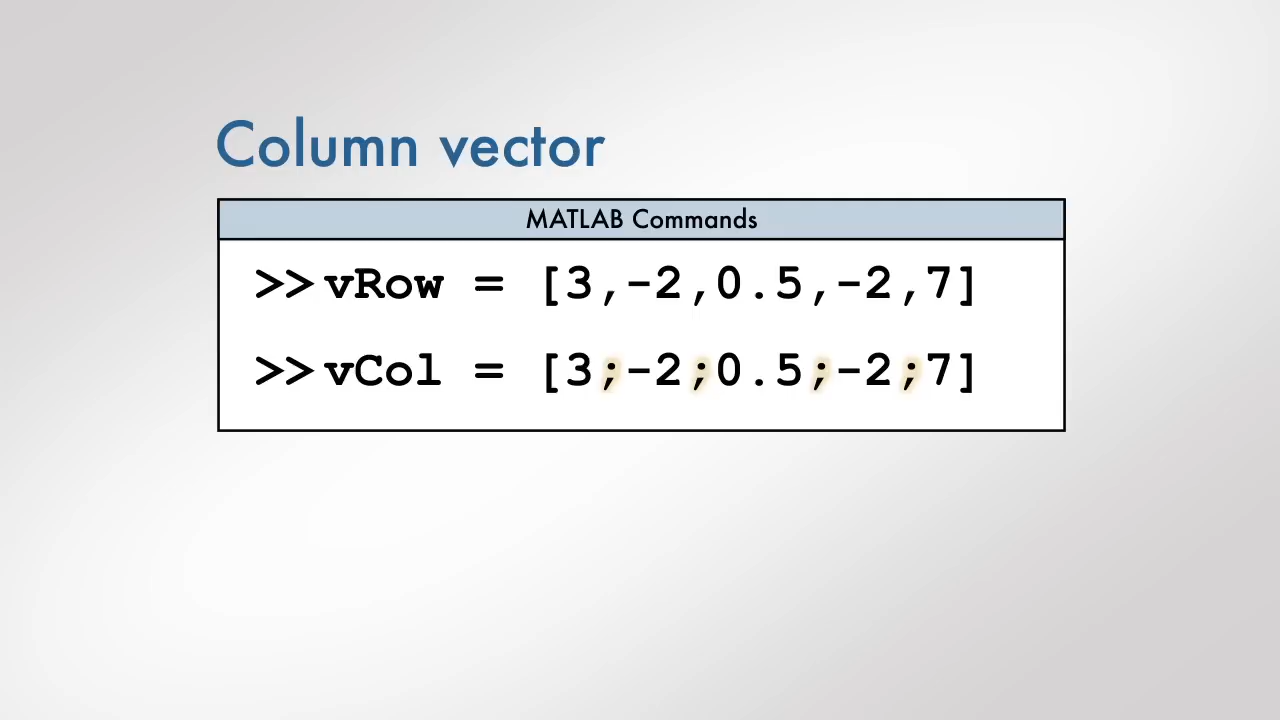 Column vector
MATLAB Commands
>> vRow = [3,-2,0.5,-2,7]
>> vCol = [3;-2;0.5;-2;7]